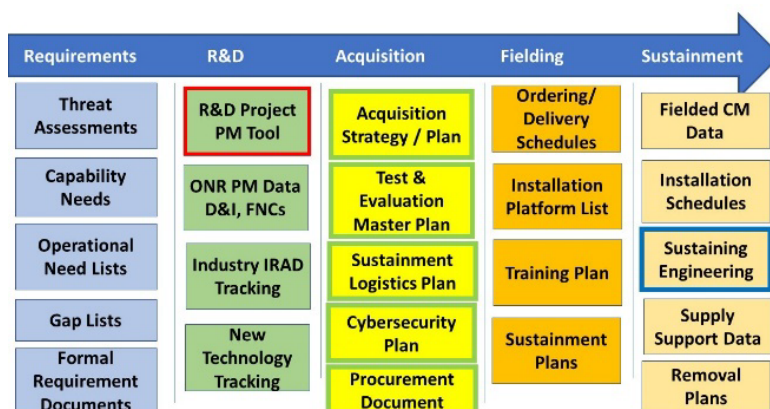 Requirements
R&D
Acquisition
Fielding
Sustainment
Threat
Assessments
Capability
Needs
Operational
Need Lists
Gap Lists
Formal
Requirement
Documents
R&D Project
PM Tool
ONR PM Data
D&I, FNCs
Industry IRAD
Tracking
New
Technology
Tracking
Acquisition
Strategy / Plan
Test &
Evaluation
Master Plan
Sustainment
Logistics Plan
Cybersecurity
Plan
Procurement
Document
Ordering/
Delivery
Schedules
Installation
Platform List
Training Plan
Sustainment
Plans
Fielded CM
Data
Installation
Schedules
Sustaining
Engineering
Supply
Support Data
Removal
Plans